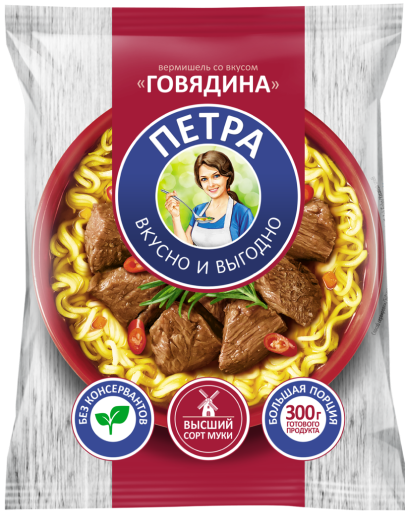 вермишель со вкусом
«ГОВЯДИНА»
ПЕТРА
ВКУСНО И ВЫГОДНО
БЕЗ КОНСЕРВАНТОВ
ВЫСШИЙ
СОРТ МУКИ
БОЛЬШАЯ ПОРЦИЯ
300г
ГОТОВОГО
ПРОДУКТА